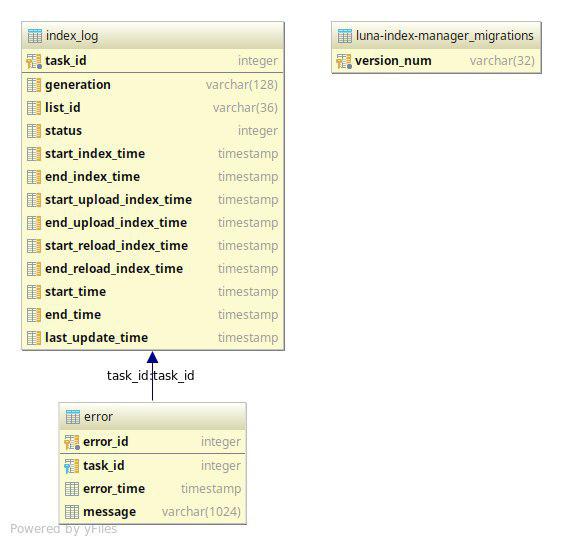 index_log
task_id integer
generation varchar(128)
list_id varchar(36)
status integer
start_index_time timestamp
end_index_time timestamp
start_upload_index_time timestamp
end_upload_index_time timestamp
start_reload_index_time timestamp
end_reload_index_time timestamp
start_time timestamp
end_time timestamp
last_update_time timestamp
luna-index-manager_migrations
version_num varchar(32)
task_id:task_id
error
error_id integer
task_id integer
error_time timestamp
message varchar(1024)
Powered by yFiles